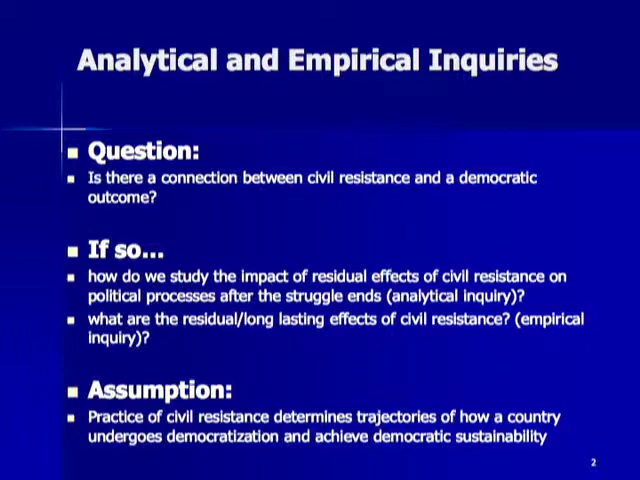 Analytical and Empirical Inquiries
Question:
Is there a connection between civil resistance and a democratic
outcome?
If so...
how do we study the impact of residual effects of civil resistance on
political processes after the struggle ends (analytical inquiry)?
what are the residual/long lasting effects of civil resistance? (empirical
inquiry)?
Assumption:
Practice of civil resistance determines trajectories of how a country
undergoes democratization and achieve democratic sustainability
2